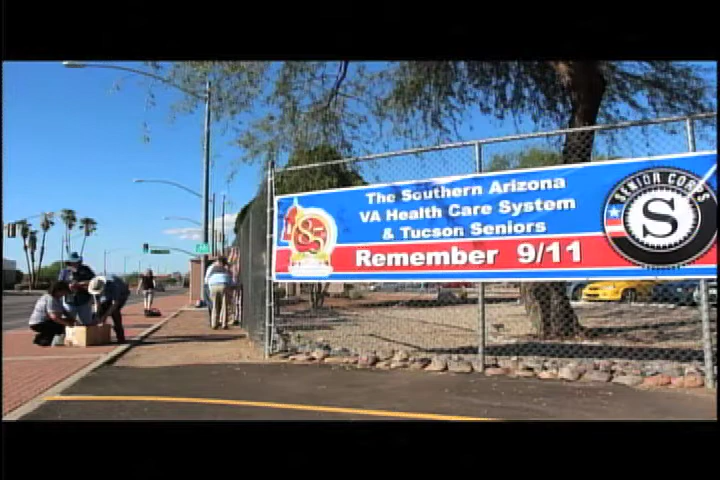 The Southern Arizona
VA Health Care System
& Tucson Seniors
Remember 9/11
85
SENIOR CORPS
S